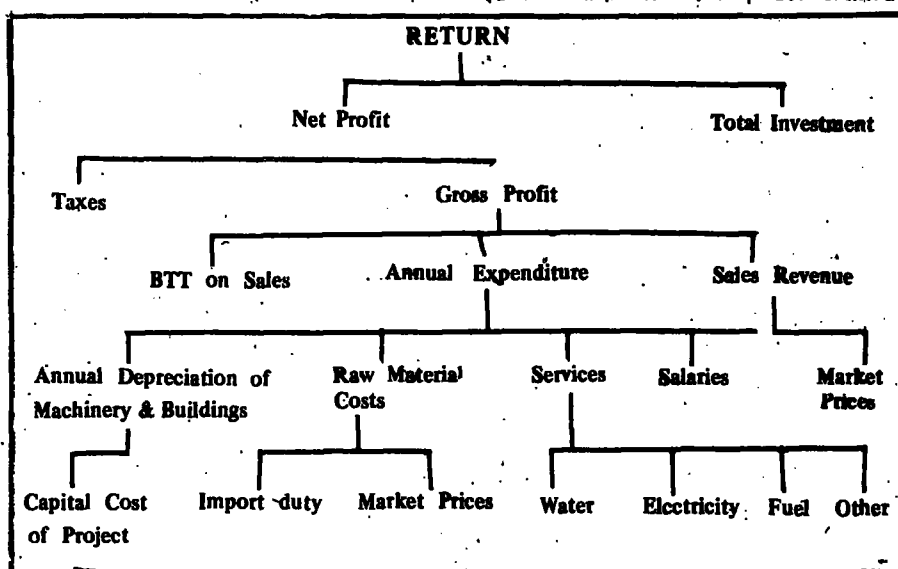 RETURN
Net Profit Total Investment
Taxes Gross Profit
BTT on Sales Annual Expenditure Sales Revenue
Annual Depreciation of Machinery & Buildings
Raw Material Costs
Services
Salaries
Market Prices
Capital Cost of Project
Import duty
Market Prices
Water
Electricity
Fuel
Other